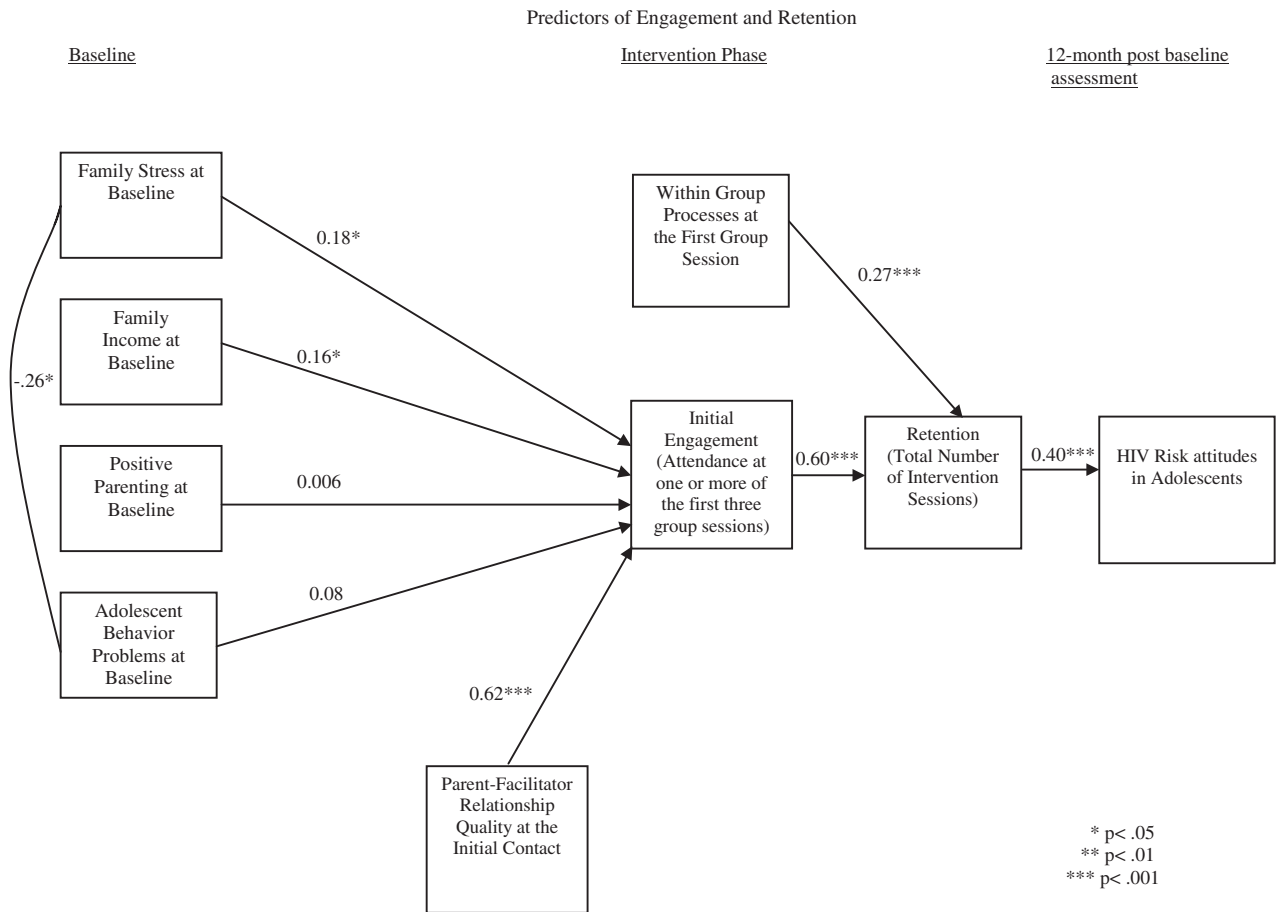 Predictors of Engagement and Retention
Baseline
Intervention Phase
12-month post baseline
assessment
Family Stress at
Baseline
Within Group
Processes at
the First Group
Session
0.18*
0.27***
Family
Income at
Baseline
0.16*
-.26*
Initial
Engagement
(Attendance at
one or more of
the first three
group sessions)
0.60***
Retention
(Total Number
of Intervention
Sessions)
0.40***
HIV Risk attitudes
in Adolescents
Positive
Parenting at
Baseline
0.006
Adolescent
Behavior
Problems at
Baseline
0.08
0.62***
Parent-Facilitator
Relationship
Quality at the
Initial Contact
* p< .05
** p< .01
*** p< .001